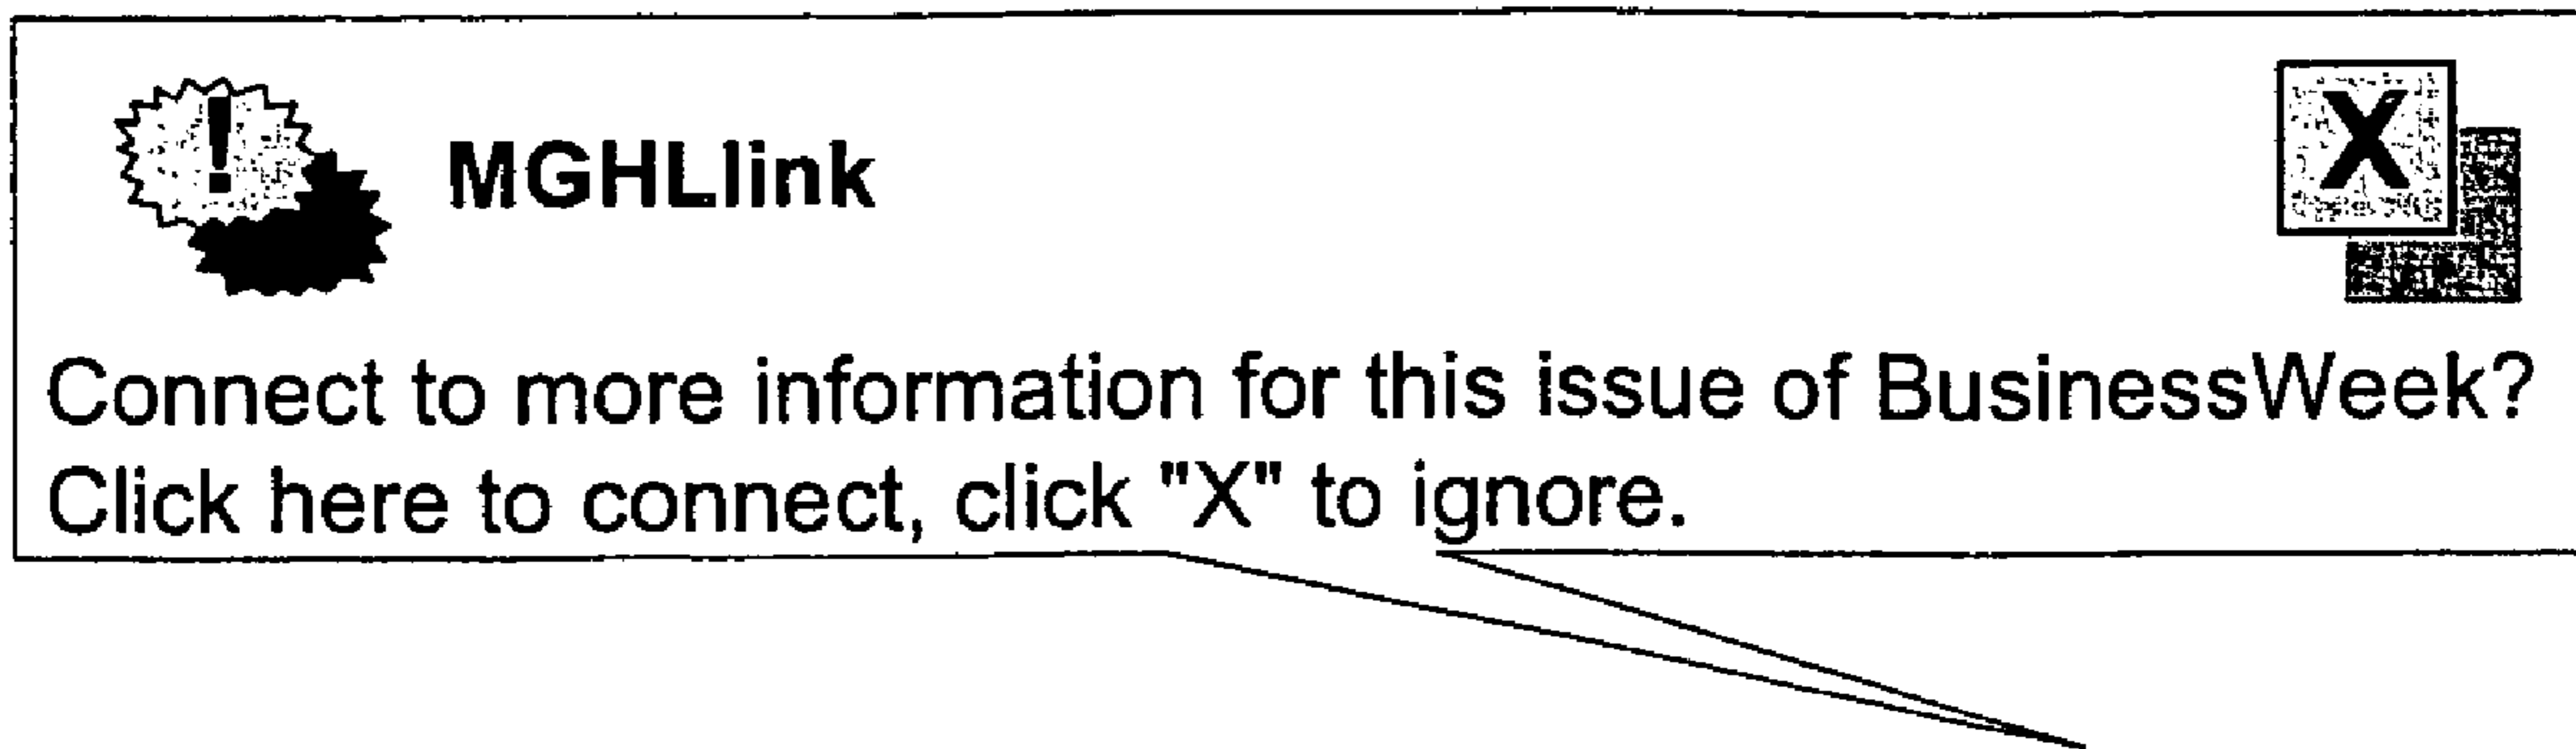 ! MGHLlink X
Connect to more information for this issue of BusinessWeek?
Click here to connect, click "X" to ignore.